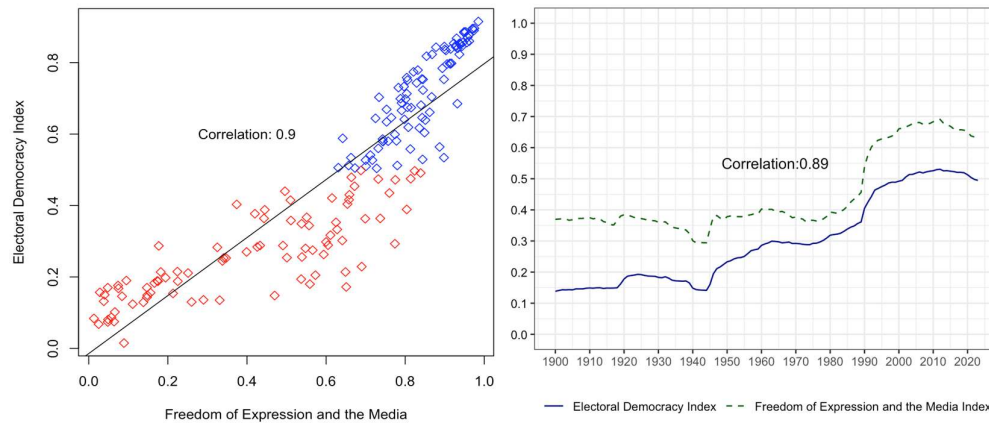 Electoral Democracy Index
0.8
0.6
0.4
0.2
0.0
Correlation: 0.9
0.0 0.2 0.4 0.6 0.8 1.0
Freedom of Expression and the Media
1.0
0.9
0.8
0.7
0.6
0.5
0.4
0.3
0.2
0.1
0.0
Correlation:0.89
1900 1910 1920 1930 1940 1950 1960 1970 1980 1990 2000 2010 2020
Electoral Democracy Index Freedom of Expression and the Media Index